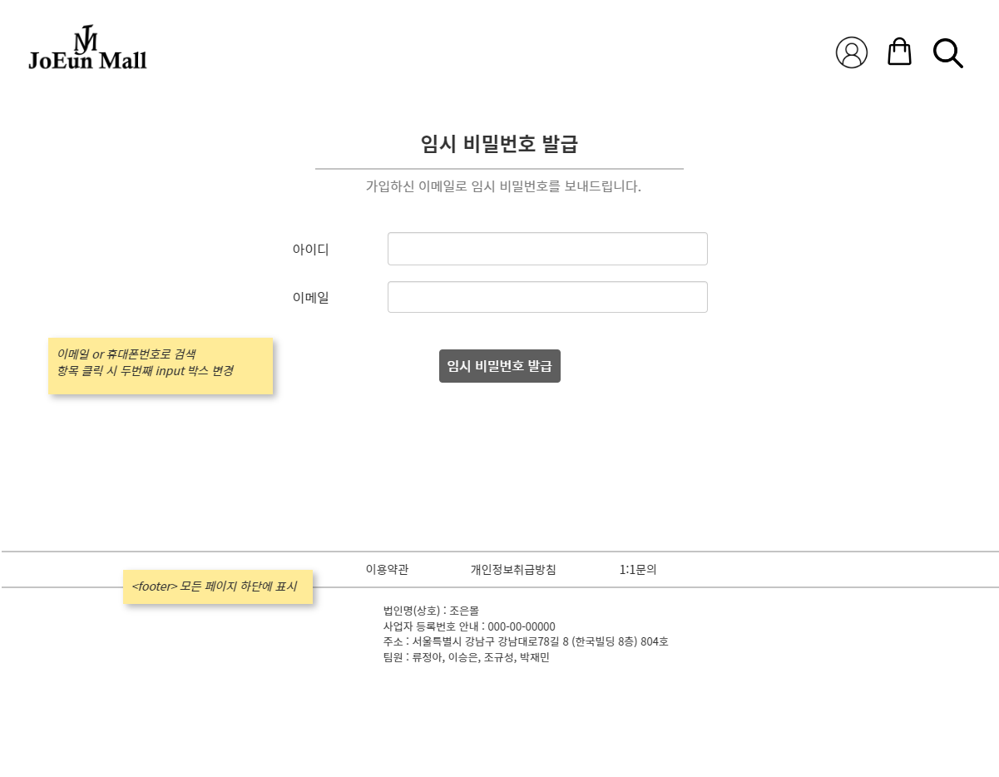 JM
JoEun Mall
임시 비밀번호 발급
가입하신 이메일로 임시 비밀번호를 보내드립니다.
아이디
이메일
이메일 or 휴대폰번호로 검색
항목 클릭 시 두번째 input 박스 변경
임시 비밀번호 발급
이용약관
개인정보취급방침
1:1문의
<footer> 모든 페이지 하단에 표시
법인명(상호) : 조은몰
사업자 등록번호 안내 : 000-00-00000
주소 : 서울특별시 강남구 강남대로78길 8 (한국빌딩 8층) 804호
팀원 : 류정아, 이승은, 조규성, 박재민